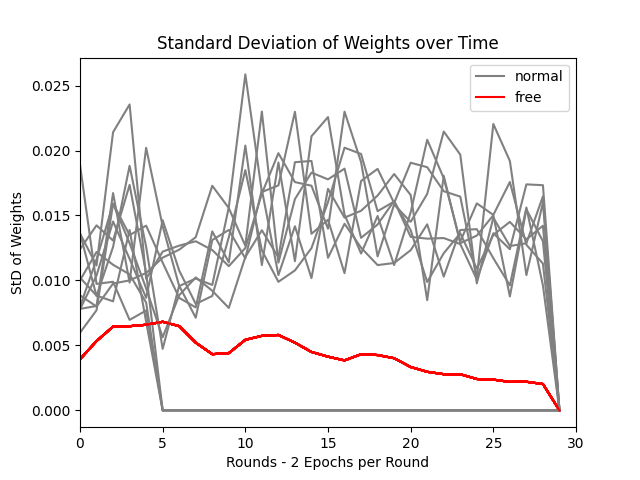 Standard Deviation of Weights over Time
normal
free
StD of Weights
0.025
0.020
0.015
0.010
0.005
0.000
0
5
10
15
20
25
30
Rounds - 2 Epochs per Round